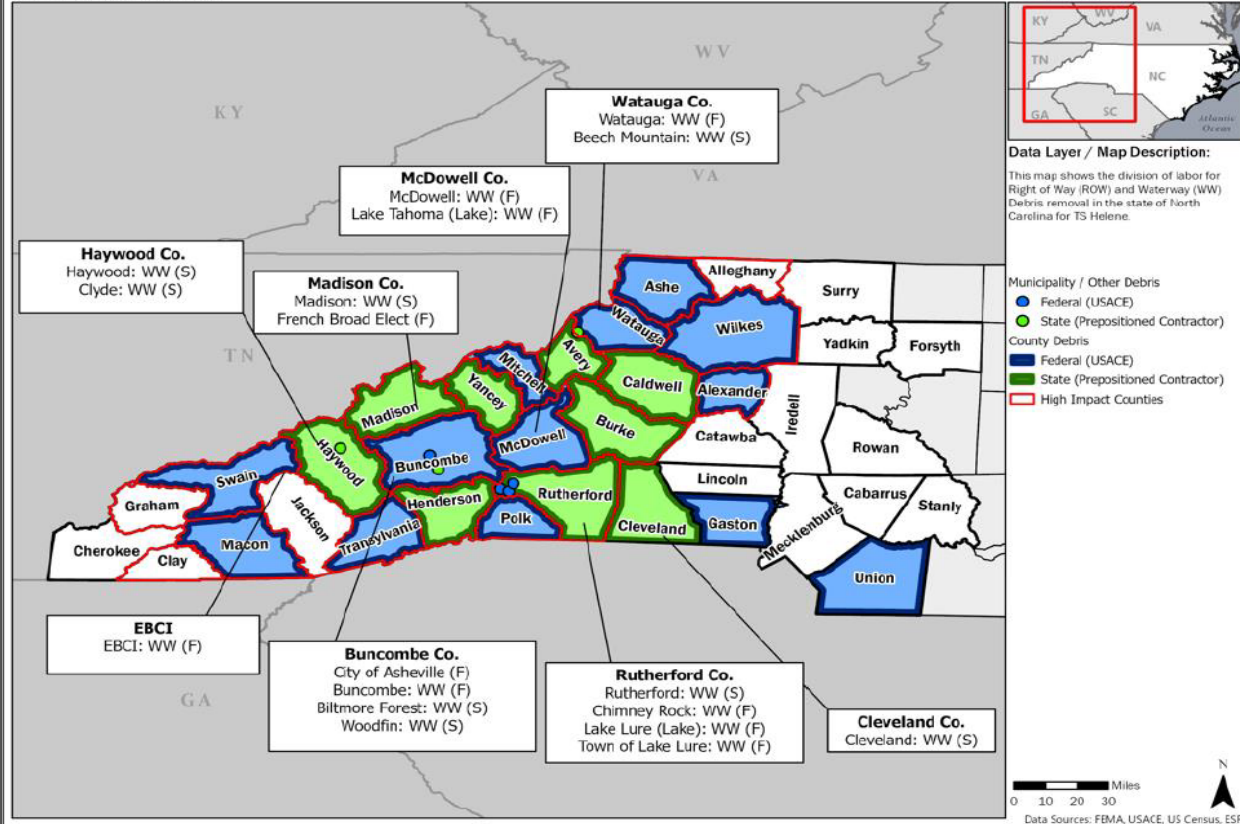 KY
WV
VA
TN
GA
Watauga Co.
Watauga: WW (F)
Beech Mountain: WW (S)
McDowell Co.
McDowell: WW (F)
Lake Tahoma (Lake): WW (F)
Haywood Co.
Haywood: WW (S)
Clyde: WW (S)
Madison Co.
Madison: WW (S)
French Broad Elect (F)
Ashe
Alleghany
Surry
Watauga
Wilkes
Yadkin
Forsyth
Avery
Mitchell
Yancey
Caldwell
Alexander
Iredell
Madison
Burke
McDowell
Catawba
Rowan
Haywood
Buncombe
Swain
Lincoln
Cabarrus
Stanly
Henderson
Rutherford
Graham
Jackson
Polk
Cleveland
Gaston
Mecklenburg
Transylvania
Macon
Cherokee
Clay
Union
EBCI
EBCI: WW (F)
Buncombe Co.
City of Asheville (F)
Buncombe: WW (F)
Biltmore Forest: WW (S)
Woodfin: WW (S)
Rutherford Co.
Rutherford: WW (S)
Chimney Rock: WW (F)
Lake Lure (Lake): WW (F)
Town of Lake Lure: WW (F)
Cleveland Co.
Cleveland: WW (S)
KY
WV
VA
TN
NC
GA
SC
Atlantic
Ocean
Data Layer / Map Description:
This map shows the division of labor for
Right of Way (ROW) and Waterway (WW)
Debris removal in the state of North
Carolina for TS Helene.
Municipality / Other Debris
Federal (USACE)
State (Prepositioned Contractor)
County Debris
Federal (USACE)
State (Prepositioned Contractor)
High Impact Counties
N
Miles
0 10 20 30
Data Sources: FEMA, USACE, US Census, ESR